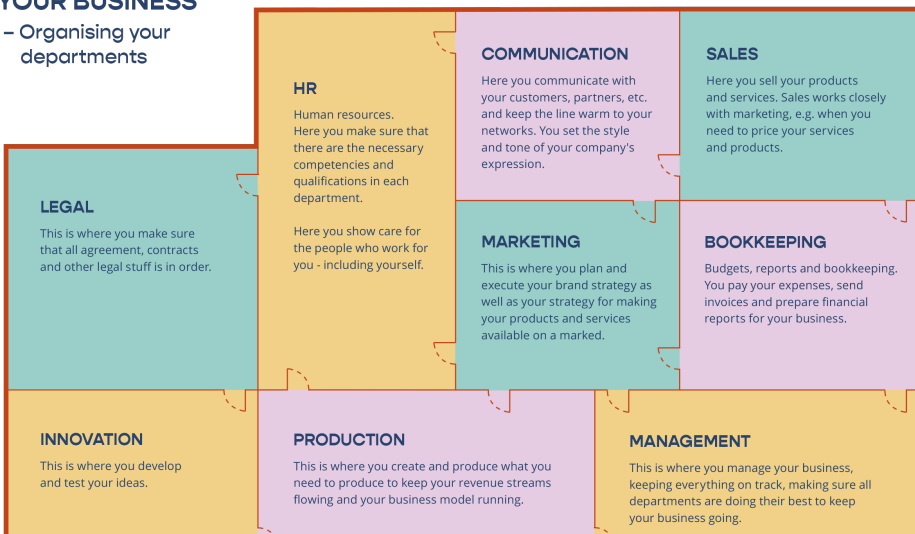 YOUR BUSINESS
– Organising your
departments
HR
Human resources.
Here you make sure that
there are the necessary
competencies and
qualifications in each
department.
Here you show care for
the people who work for
you - including yourself.
COMMUNICATION
Here you communicate with
your customers, partners, etc.
and keep the line warm to your
networks. You set the style
and tone of your company's
expression.
SALES
Here you sell your products
and services. Sales works closely
with marketing, e.g. when you
need to price your services
and products.
LEGAL
This is where you make sure
that all agreement, contracts
and other legal stuff is in order.
MARKETING
This is where you plan and
execute your brand strategy as
well as your strategy for making
your products and services
available on a marked.
BOOKKEEPING
Budgets, reports and bookkeeping.
You pay your expenses, send
invoices and prepare financial
reports for your business.
INNOVATION
This is where you develop
and test your ideas.
PRODUCTION
This is where you create and produce what you
need to produce to keep your revenue streams
flowing and your business model running.
MANAGEMENT
This is where you manage your business,
keeping everything on track, making sure all
departments are doing their best to keep
your business going.